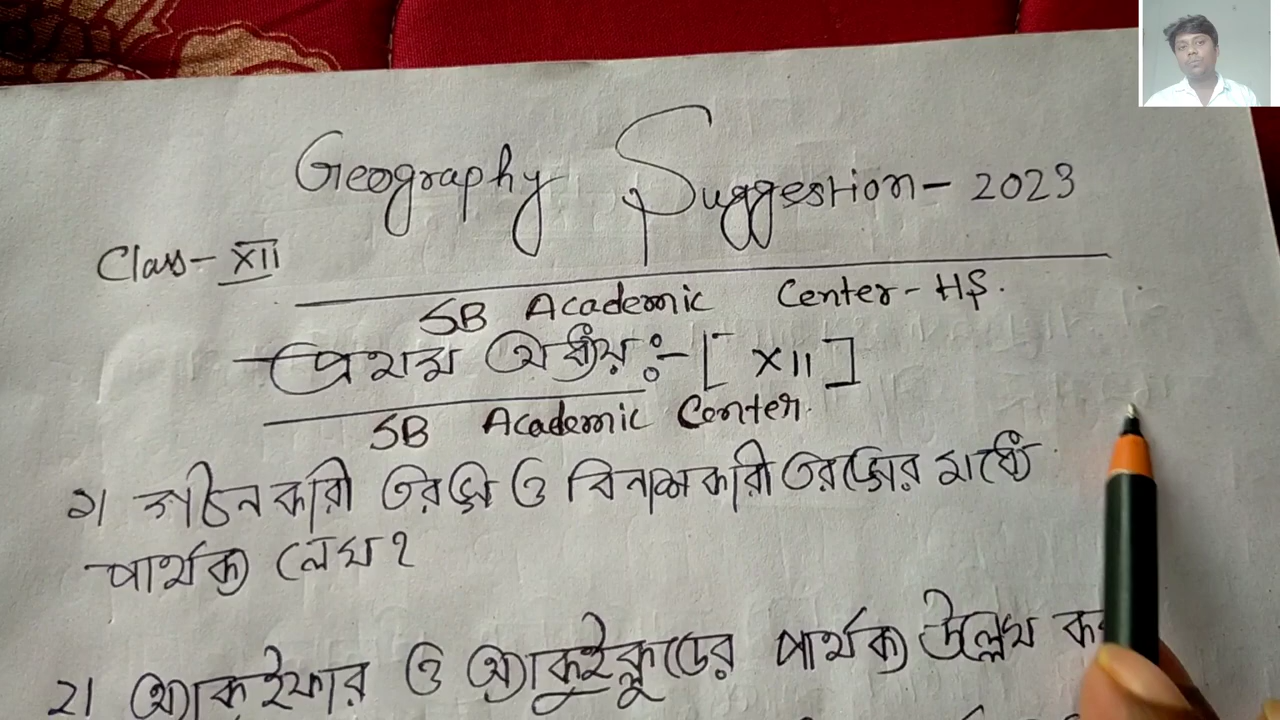 Geography Suggestion- 2023
Class- XII
SB Academic Center-HS.
প্রথম অধ্যায়ঃ- [ XII ]
SB Academic Center.
১। গঠনকারী তরঙ্গ ও বিনাশকারী তরঙ্গের মধ্যে
পার্থক্য লেখ?
২। অ্যাকুইফার ও অ্যাকুইক্লুডের পার্থক্য উল্লেখ